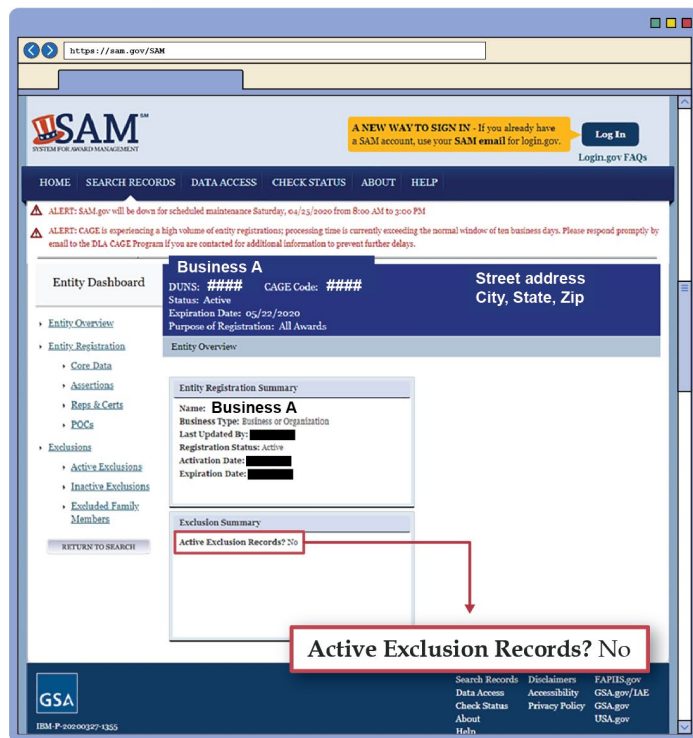 https://sam.gov/SAM
SAM SM
SYSTEM FOR AWARD MANAGEMENT
A NEW WAY TO SIGN IN - If you already have
a SAM account, use your SAM email for login.gov.
Log In
Login.gov FAQs
HOME SEARCH RECORDS DATA ACCESS CHECK STATUS ABOUT HELP
ALERT: SAM.gov will be down for scheduled maintenance Saturday, 04/25/2020 from 8:00 AM to 3:00 PM
ALERT: CAGE is experiencing a high volume of entity registrations; processing time is currently exceeding the normal window of ten business days. Please respond promptly by
email to the DLA CAGE Program if you are contacted for additional information to prevent further delays.
Entity Dashboard
Entity Overview
Entity Registration
Core Data
Assertions
Reps & Certs
POCs
Exclusions
Active Exclusions
Inactive Exclusions
Excluded Family
Members
RETURN TO SEARCH
Business A
DUNS: #### CAGE Code: ####
Status: Active
Expiration Date: 05/22/2020
Purpose of Registration: All Awards
Street address
City, State, Zip
Entity Overview
Entity Registration Summary
Name: Business A
Business Type: Business or Organization
Last Updated By:
Registration Status: Active
Activation Date:
Expiration Date:
Exclusion Summary
Active Exclusion Records? No
Active Exclusion Records? No
GSA
IBM-P-20200327-1355
Search Records
Data Access
Check Status
About
Help
Disclaimers
Accessibility
Privacy Policy
FAPIIS.gov
GSA.gov/IAE
GSA.gov
USA.gov